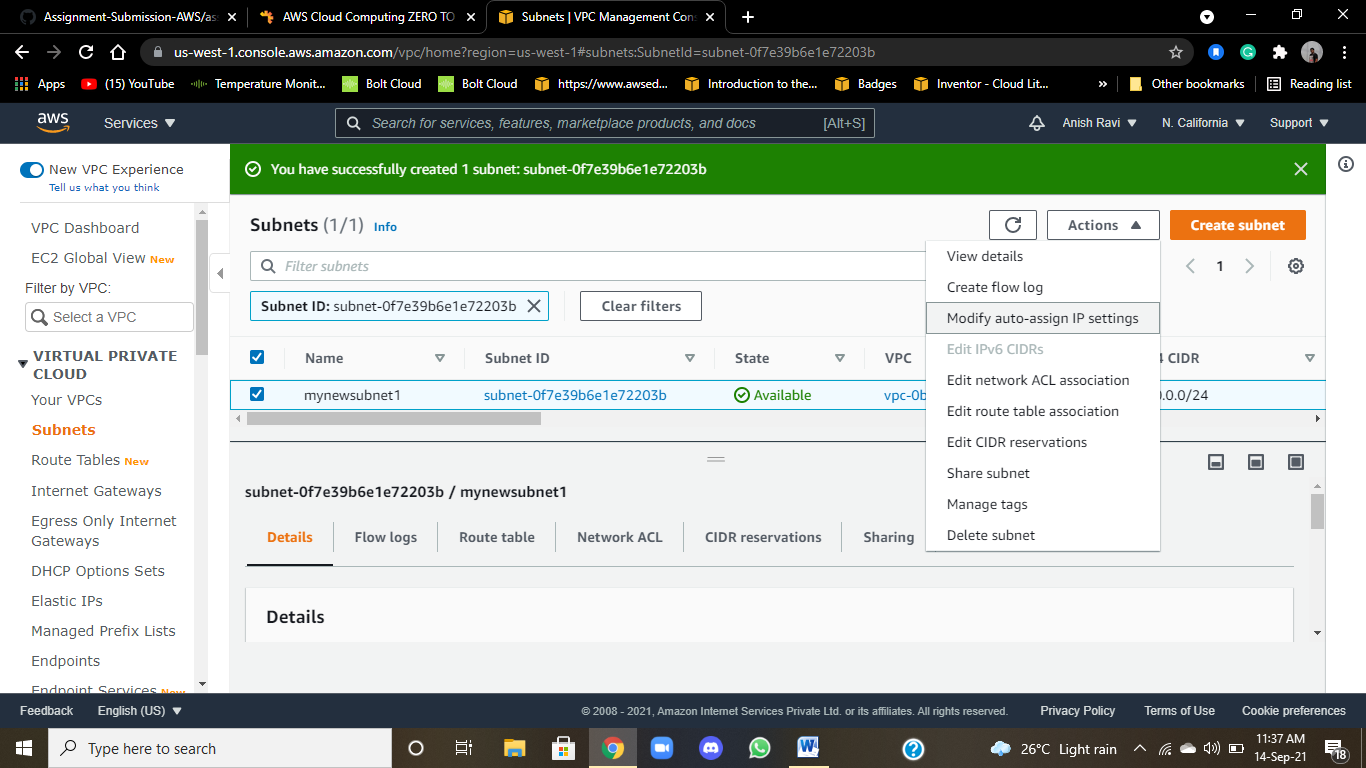 Assignment-Submission-AWS/as
AWS Cloud Computing ZERO TO
Subnets | VPC Management Con
us-west-1.console.aws.amazon.com/vpc/home?region=us-west-1#subnets:SubnetId=subnet-0f7e39b6e1e72203b
Apps (15) YouTube Temperature Monit... Bolt Cloud Bolt Cloud https://www.awsed... Introduction to the... Badges Inventor - Cloud Lit... » Other bookmarks Reading list
aws Services Search for services, features, marketplace products, and docs [Alt+S] Anish Ravi N. California Support
New VPC Experience
Tell us what you think
You have successfully created 1 subnet: subnet-0f7e39b6e1e72203b
VPC Dashboard
EC2 Global View New
Filter by VPC:
Select a VPC
VIRTUAL PRIVATE
CLOUD
Your VPCs
Subnets
Route Tables New
Internet Gateways
Egress Only Internet
Gateways
DHCP Options Sets
Elastic IPs
Managed Prefix Lists
Endpoints
Endpoint Services New
Subnets (1/1) Info
Actions
Create subnet
Filter subnets
1
Subnet ID: subnet-0f7e39b6e1e72203b
Clear filters
View details
Create flow log
Modify auto-assign IP settings
Edit IPv6 CIDRs
Edit network ACL association
Edit route table association
Edit CIDR reservations
Share subnet
Manage tags
Delete subnet
Name Subnet ID State VPC 4 CIDR
mynewsubnet1 subnet-0f7e39b6e1e72203b Available vpc-0b .0.0/24
subnet-0f7e39b6e1e72203b / mynewsubnet1
Details Flow logs Route table Network ACL CIDR reservations Sharing
Details
Feedback English (US) © 2008 - 2021, Amazon Internet Services Private Ltd. or its affiliates. All rights reserved. Privacy Policy Terms of Use Cookie preferences
Type here to search
26°C Light rain
11:37 AM
14-Sep-21
18